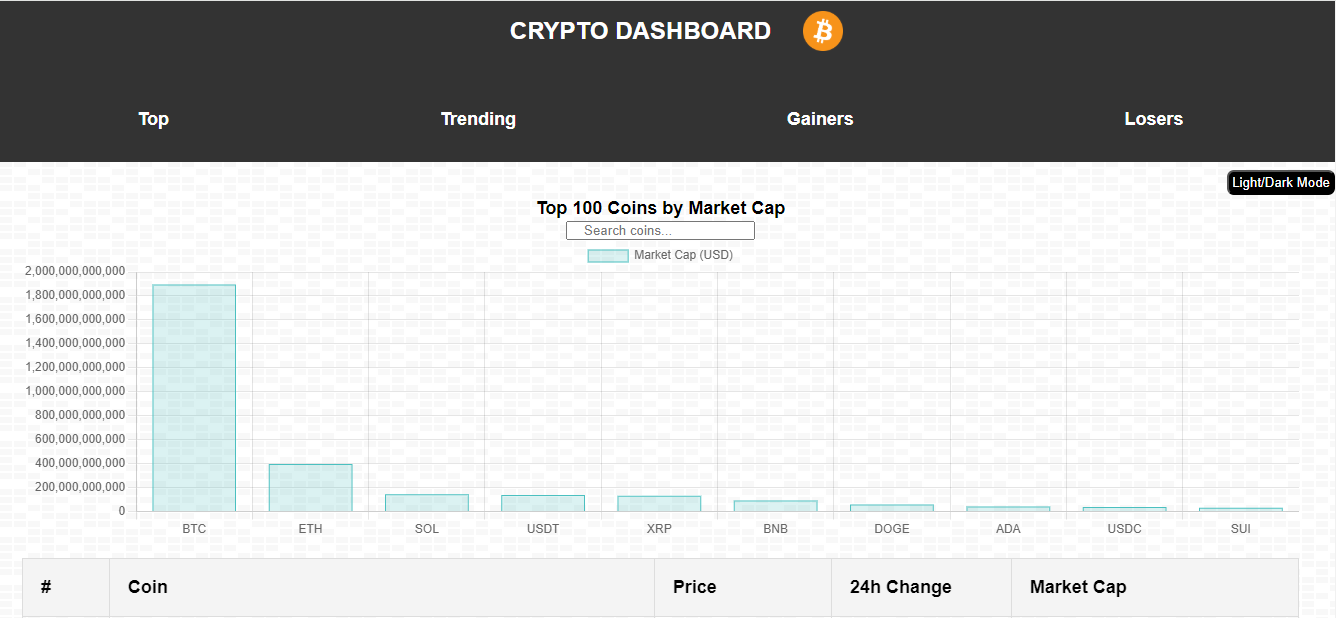 CRYPTO DASHBOARD
Top Trending Gainers Losers
Light/Dark Mode
Top 100 Coins by Market Cap
Search coins...
Market Cap (USD)
2,000,000,000,000
1,800,000,000,000
1,600,000,000,000
1,400,000,000,000
1,200,000,000,000
1,000,000,000,000
800,000,000,000
600,000,000,000
400,000,000,000
200,000,000,000
0
BTC ETH SOL USDT XRP BNB DOGE ADA USDC SUI
# Coin Price 24h Change Market Cap